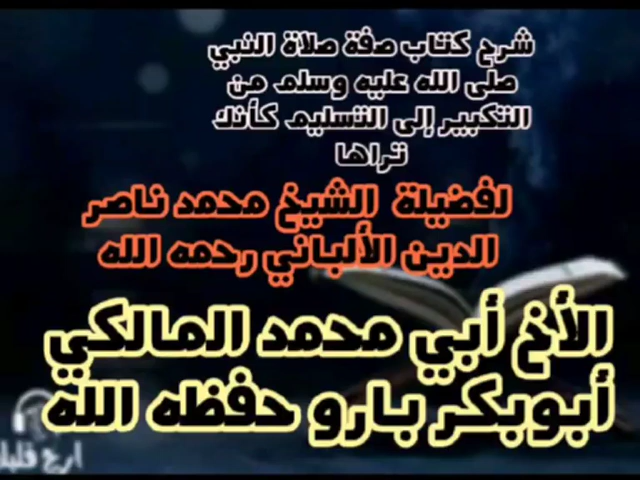 شرح كتاب صفة صلاة النبي
صلى الله عليه وسلم من
التكبير إلى التسليم كأنك
تراها
لفضيلة الشيخ محمد ناصر
الدين الألباني رحمه الله
الأخ أبي محمد المالكي
أبوبكر بارو حفظه الله